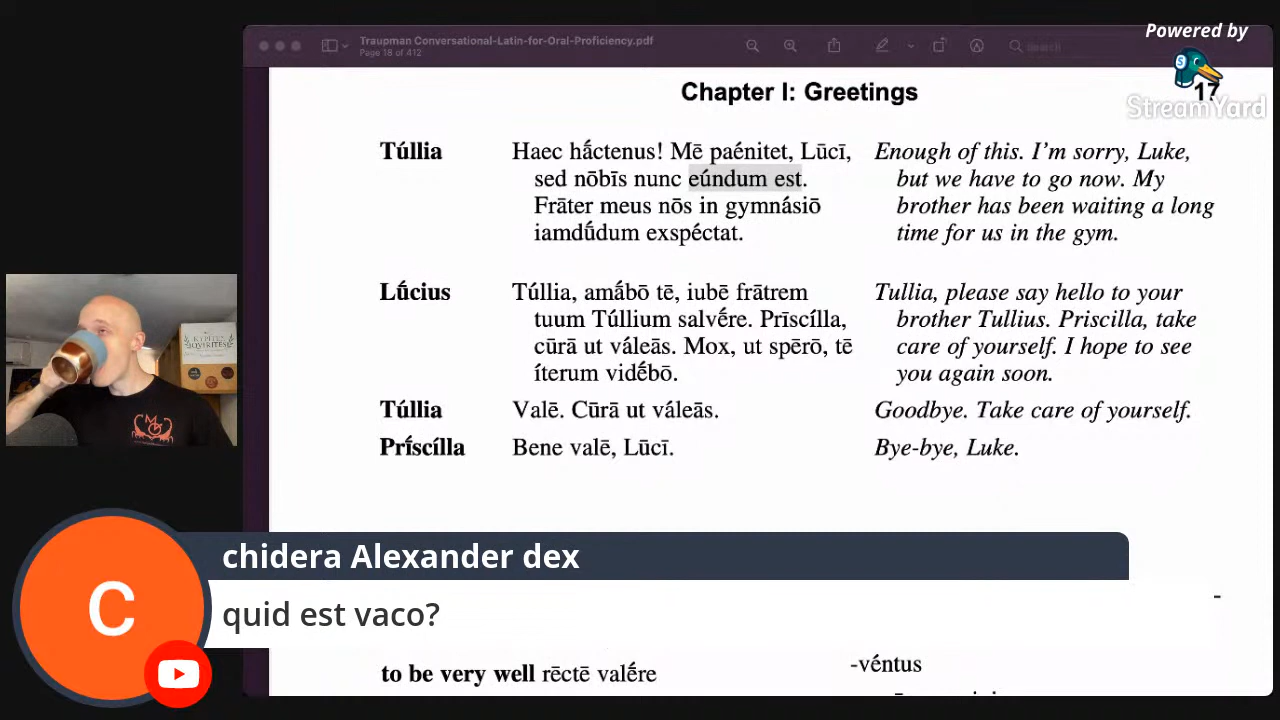 Powered by
StreamYard
Traupman Conversational-Latin-for-Oral-Proficiency.pdf
Page 18 of 412
Search
Chapter I: Greetings
17
Túllia Haec hā́ctenus! Mē paénitet, Lūcī, Enough of this. I'm sorry, Luke,
sed nōbīs nunc eúndum est. but we have to go now. My
Frāter meus nōs in gymnásiō brother has been waiting a long
iamdū́dum exspéctat. time for us in the gym.
Lū́cius Túllia, amā́bō tē, iubē frātrem Tullia, please say hello to your
tuum Túllium salvḗre. Prīscílla, brother Tullius. Priscilla, take
cūrā ut váleās. Mox, ut spērō, tē care of yourself. I hope to see
íterum vidḗbō. you again soon.
Túllia Valē. Cūrā ut váleās. Goodbye. Take care of yourself.
Prī́scílla Bene valē, Lūcī. Bye-bye, Luke.
C
chidera Alexander dex
quid est vaco?
to be very well rēctē valḗre
-véntus